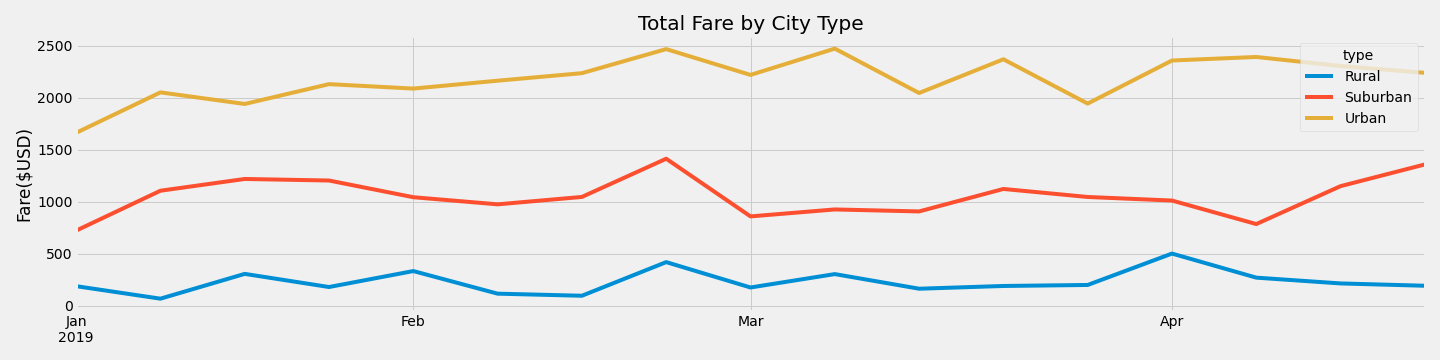 Total Fare by City Type
2500
2000
1500
1000
500
0
Fare($USD)
type
Rural
Suburban
Urban
Jan
2019
Feb
Mar
Apr